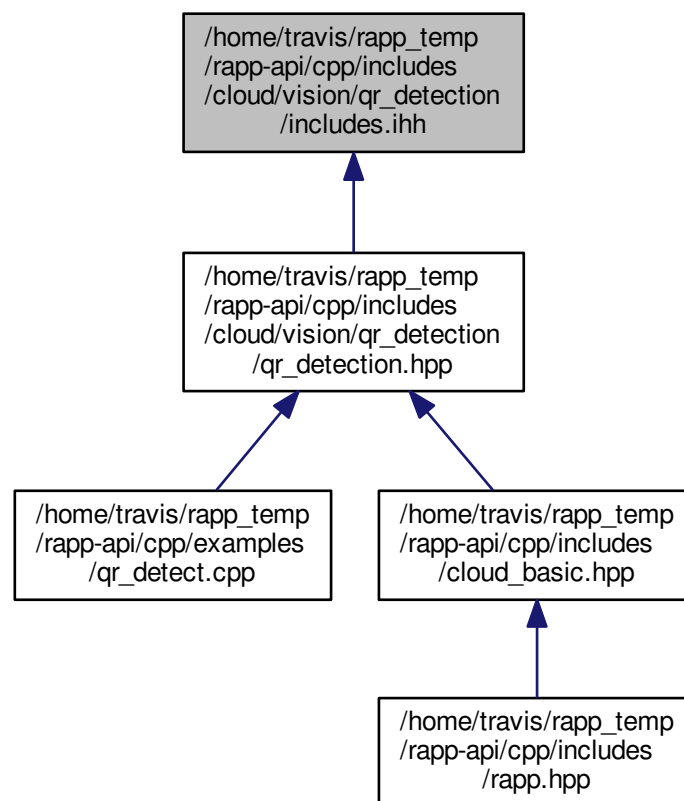 /home/travis/rapp_temp
/rapp-api/cpp/includes
/cloud/vision/qr_detection
/includes.ihh
/home/travis/rapp_temp
/rapp-api/cpp/includes
/cloud/vision/qr_detection
/qr_detection.hpp
/home/travis/rapp_temp
/rapp-api/cpp/examples
/qr_detect.cpp
/home/travis/rapp_temp
/rapp-api/cpp/includes
/cloud_basic.hpp
/home/travis/rapp_temp
/rapp-api/cpp/includes
/rapp.hpp